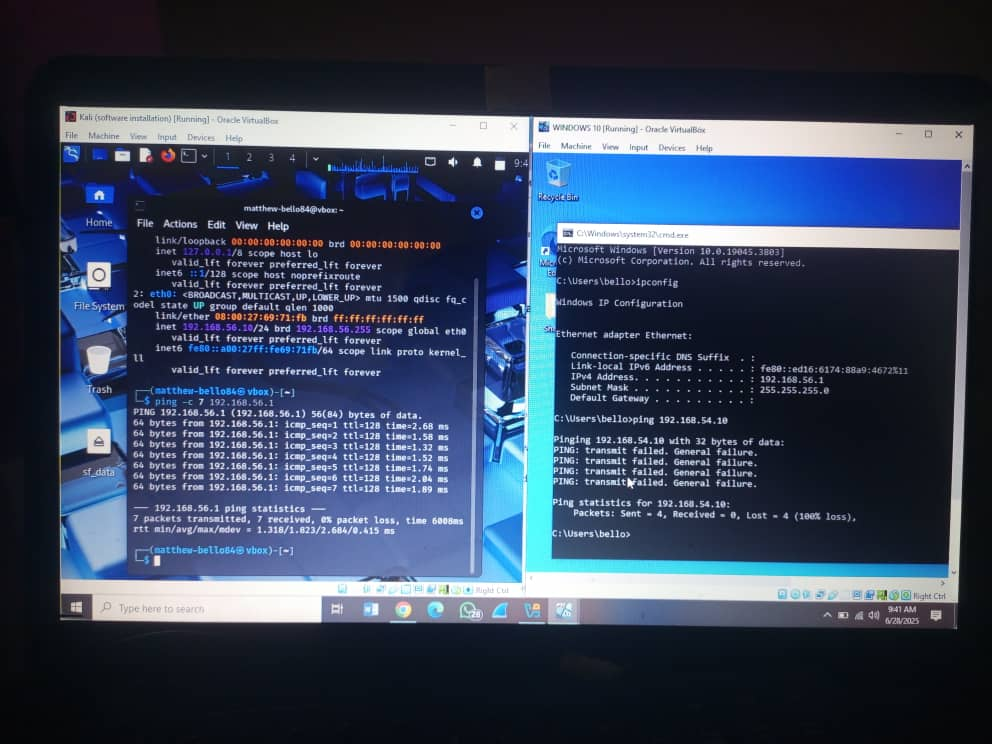 Kali (software installation) [Running] - Oracle VirtualBox
File Machine View Input Devices Help
1 2 3 4
9:4
Home
File System
Trash
sf_data
matthew-bello84@vbox: ~
File Actions Edit View Help
link/loopback 00:00:00:00:00:00 brd 00:00:00:00:00:00
inet 127.0.0.1/8 scope host lo
valid_lft forever preferred_lft forever
inet6 ::1/128 scope host noprefixroute
valid_lft forever preferred_lft forever
2: eth0: <BROADCAST,MULTICAST,UP,LOWER_UP> mtu 1500 qdisc fq_c
odel state UP group default qlen 1000
link/ether 08:00:27:69:71:fb brd ff:ff:ff:ff:ff:ff
inet 192.168.56.10/24 brd 192.168.56.255 scope global eth0
valid_lft forever preferred_lft forever
inet6 fe80::a00:27ff:fe69:71fb/64 scope link proto kernel_
ll
valid_lft forever preferred_lft forever
┌──(matthew-bello84㉿vbox)-[~]
└─$ ping -c 7 192.168.56.1
PING 192.168.56.1 (192.168.56.1) 56(84) bytes of data.
64 bytes from 192.168.56.1: icmp_seq=1 ttl=128 time=2.68 ms
64 bytes from 192.168.56.1: icmp_seq=2 ttl=128 time=1.58 ms
64 bytes from 192.168.56.1: icmp_seq=3 ttl=128 time=1.32 ms
64 bytes from 192.168.56.1: icmp_seq=4 ttl=128 time=1.52 ms
64 bytes from 192.168.56.1: icmp_seq=5 ttl=128 time=1.74 ms
64 bytes from 192.168.56.1: icmp_seq=6 ttl=128 time=2.04 ms
64 bytes from 192.168.56.1: icmp_seq=7 ttl=128 time=1.89 ms
── 192.168.56.1 ping statistics ──
7 packets transmitted, 7 received, 0% packet loss, time 6008ms
rtt min/avg/max/mdev = 1.318/1.823/2.684/0.415 ms
┌──(matthew-bello84㉿vbox)-[~]
└─$
Right Ctrl
WINDOWS 10 [Running] - Oracle VirtualBox
File Machine View Input Devices Help
Recycle Bin
C:\Windows\system32\cmd.exe
Microsoft Windows [Version 10.0.19045.3803]
(c) Microsoft Corporation. All rights reserved.
C:\Users\bello>ipconfig
Windows IP Configuration
Ethernet adapter Ethernet:
Connection-specific DNS Suffix . :
Link-local IPv6 Address . . . . . : fe80::ed16:6174:88a9:4672%11
IPv4 Address. . . . . . . . . . . : 192.168.56.1
Subnet Mask . . . . . . . . . . . : 255.255.255.0
Default Gateway . . . . . . . . . :
C:\Users\bello>ping 192.168.54.10
Pinging 192.168.54.10 with 32 bytes of data:
PING: transmit failed. General failure.
PING: transmit failed. General failure.
PING: transmit failed. General failure.
PING: transmit failed. General failure.
Ping statistics for 192.168.54.10:
Packets: Sent = 4, Received = 0, Lost = 4 (100% loss),
C:\Users\bello>
Right Ctrl
Type here to search
28
9:41 AM
6/28/2025